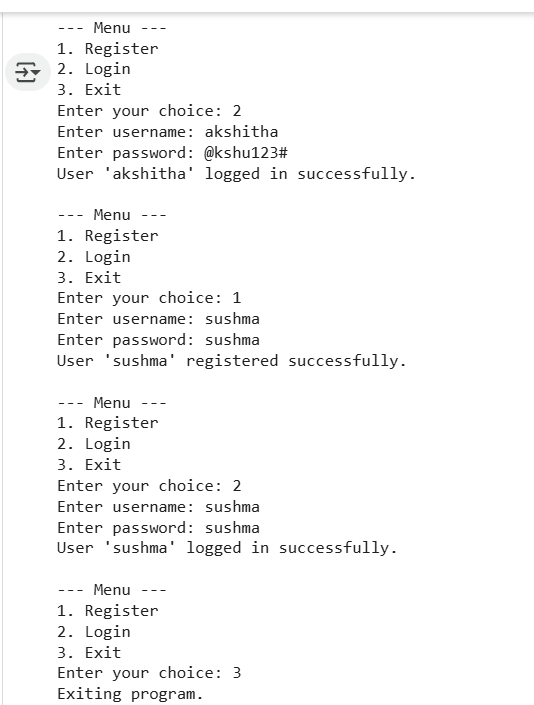 --- Menu ---
1. Register
2. Login
3. Exit
Enter your choice: 2
Enter username: akshitha
Enter password: @kshu123#
User 'akshitha' logged in successfully.
--- Menu ---
1. Register
2. Login
3. Exit
Enter your choice: 1
Enter username: sushma
Enter password: sushma
User 'sushma' registered successfully.
--- Menu ---
1. Register
2. Login
3. Exit
Enter your choice: 2
Enter username: sushma
Enter password: sushma
User 'sushma' logged in successfully.
--- Menu ---
1. Register
2. Login
3. Exit
Enter your choice: 3
Exiting program.